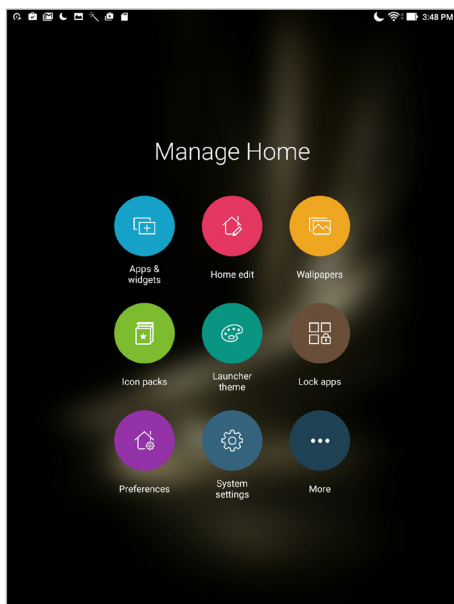 3:48 PM
Manage Home
Apps &
widgets
Home edit
Wallpapers
Icon packs
Launcher
theme
Lock apps
Preferences
System
settings
More